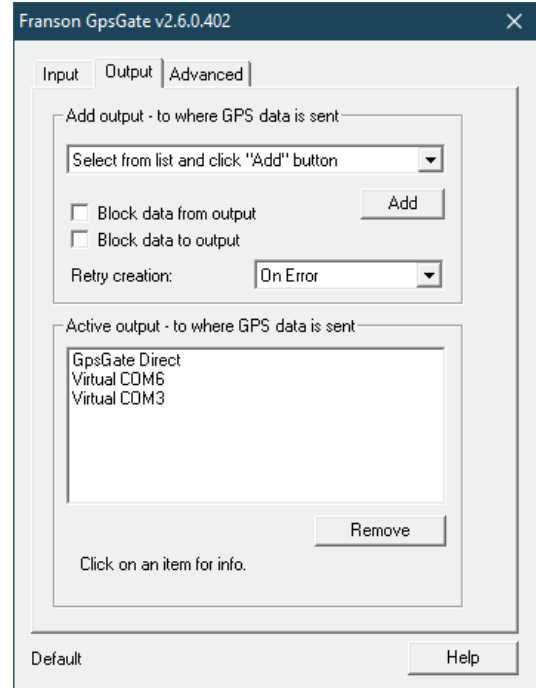 Franson GpsGate v2.6.0.402
Input Output Advanced
Add output - to where GPS data is sent
Select from list and click "Add" button
Add
Block data from output
Block data to output
Retry creation: On Error
Active output - to where GPS data is sent
GpsGate Direct
Virtual COM6
Virtual COM3
Remove
Click on an item for info.
Default Help